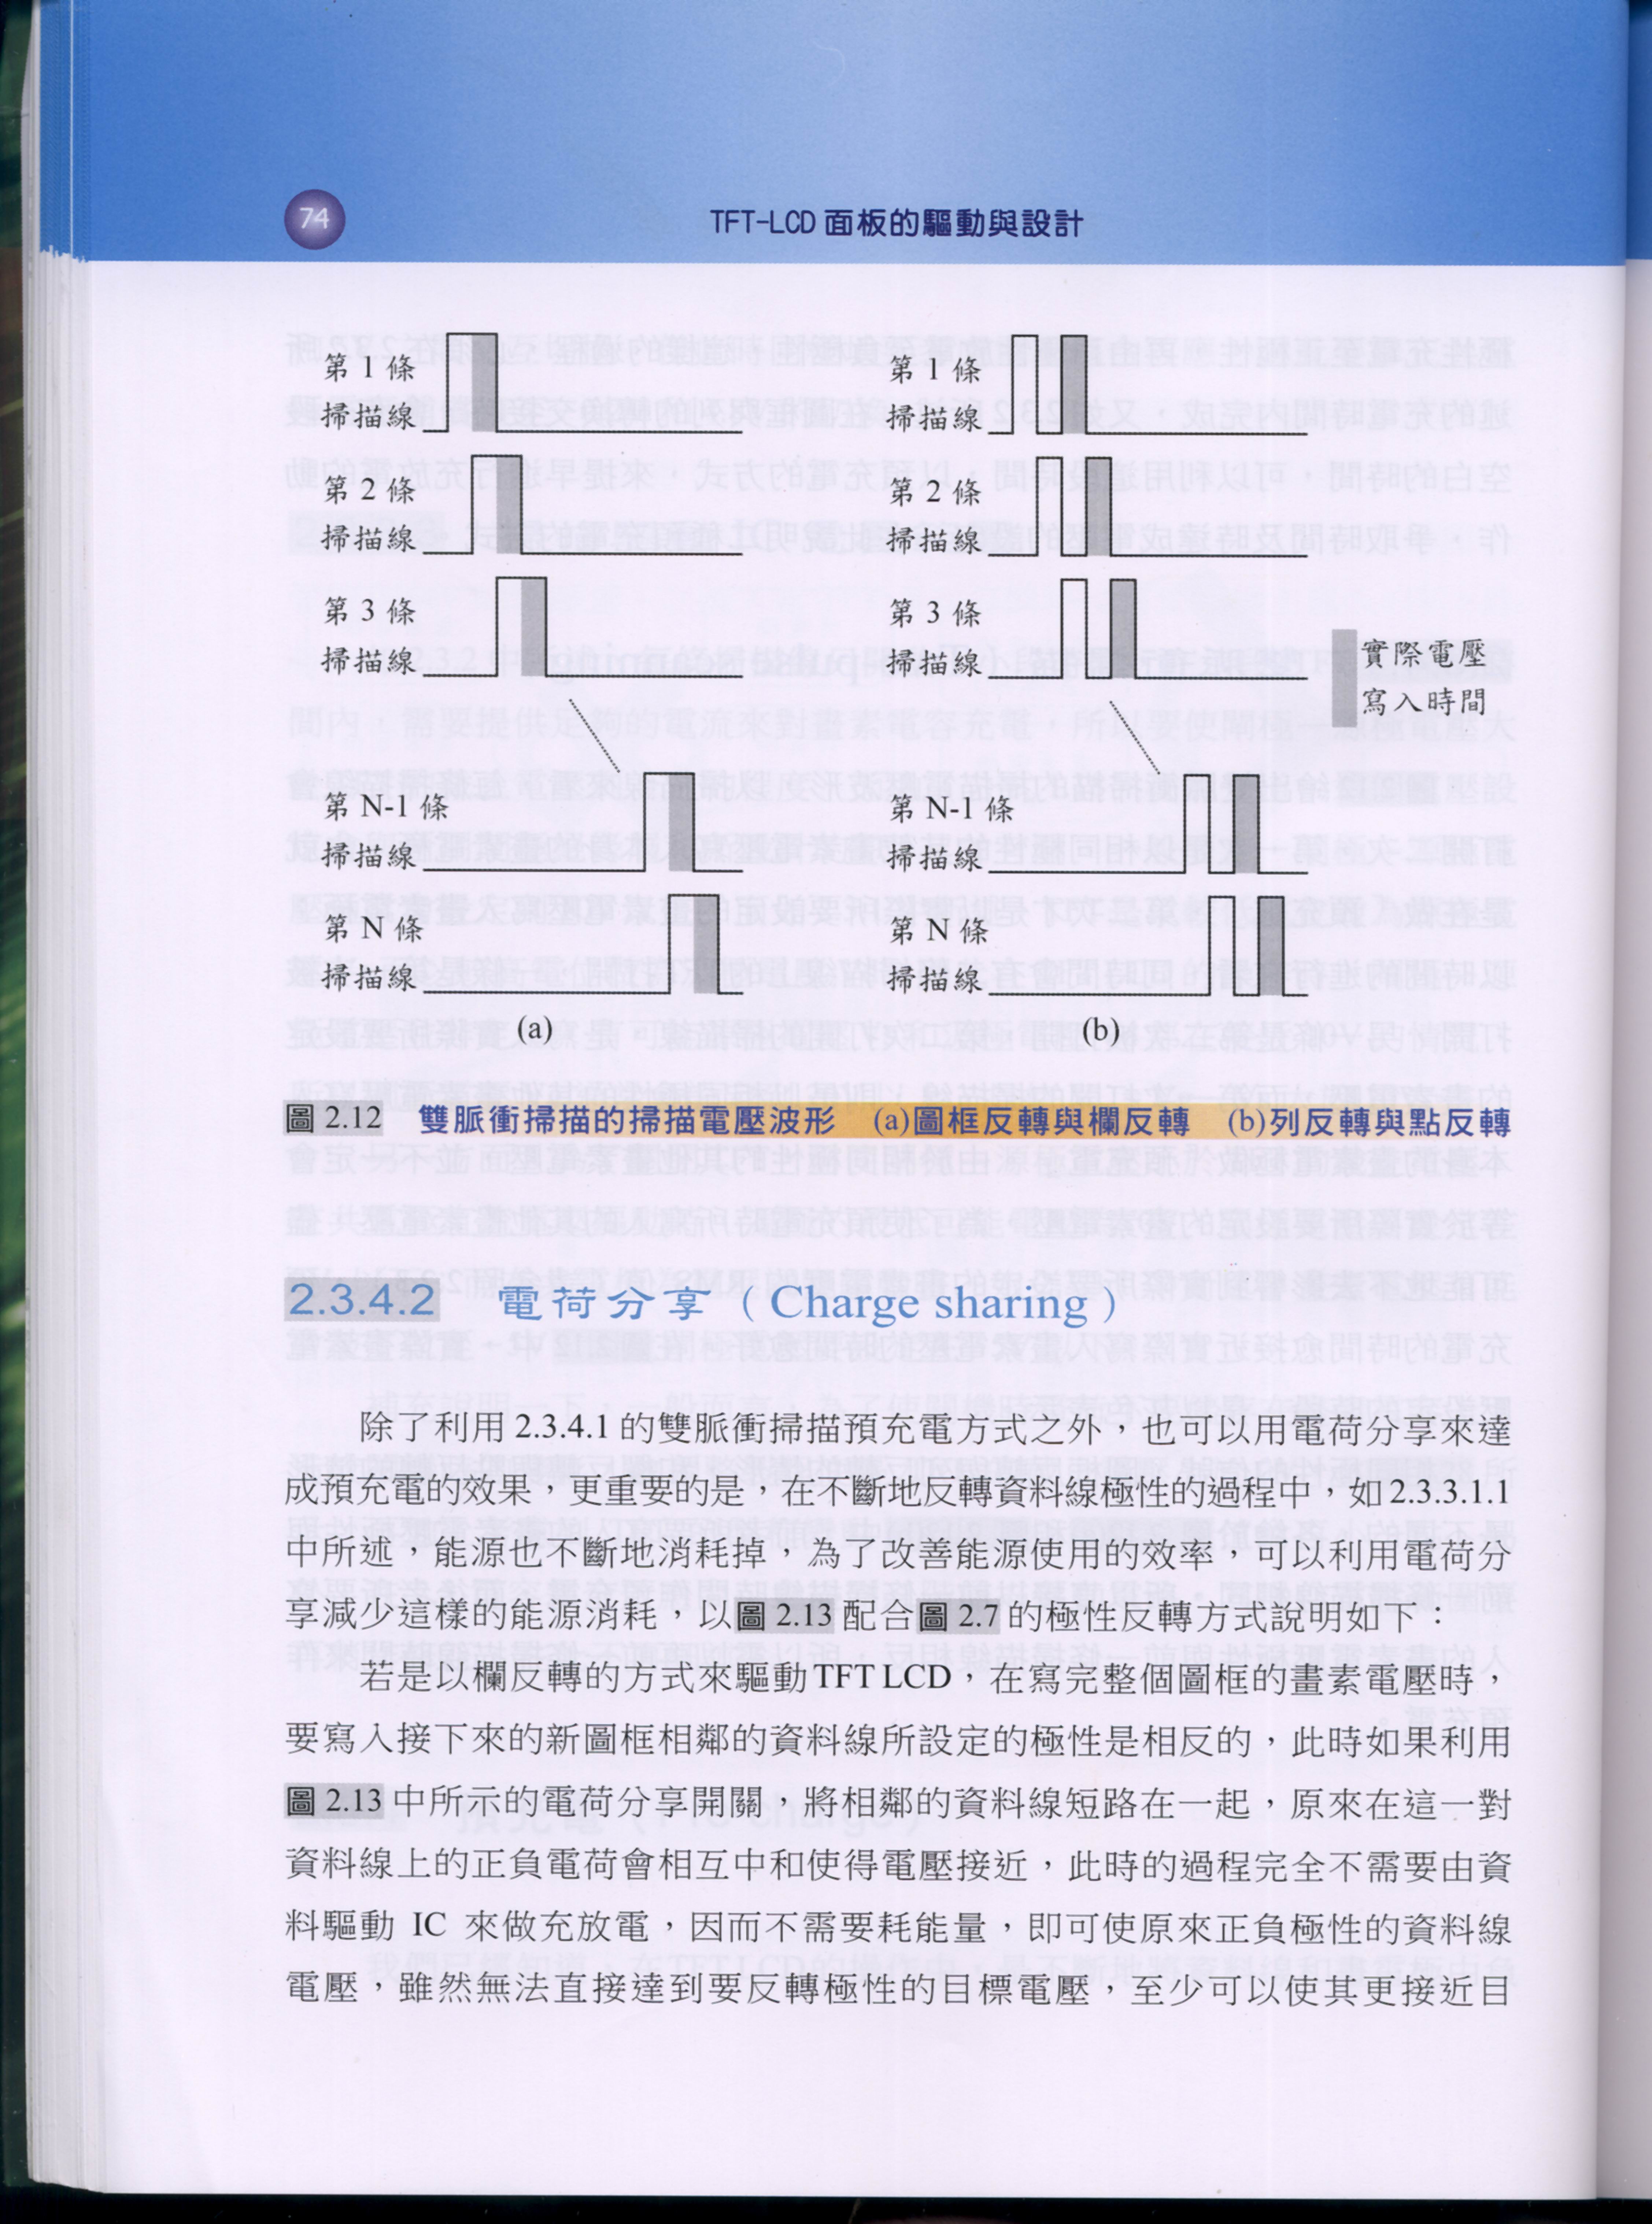 74
TFT-LCD 面板的驅動與設計
第 1 條
掃描線
第 2 條
掃描線
第 3 條
掃描線
第 N-1 條
掃描線
第 N 條
掃描線
(a)
第 1 條
掃描線
第 2 條
掃描線
第 3 條
掃描線
第 N-1 條
掃描線
第 N 條
掃描線
(b)
實際電壓
寫入時間
圖 2.12 雙脈衝掃描的掃描電壓波形 (a)圖框反轉與欄反轉 (b)列反轉與點反轉
2.3.4.2 電荷分享（Charge sharing）
除了利用 2.3.4.1 的雙脈衝掃描預充電方式之外，也可以用電荷分享來達
成預充電的效果，更重要的是，在不斷地反轉資料線極性的過程中，如 2.3.3.1.1
中所述，能源也不斷地消耗掉，為了改善能源使用的效率，可以利用電荷分
享減少這樣的能源消耗，以圖 2.13 配合圖 2.7 的極性反轉方式說明如下：
若是以欄反轉的方式來驅動 TFT LCD，在寫完整個圖框的畫素電壓時，
要寫入接下來的新圖框相鄰的資料線所設定的極性是相反的，此時如果利用
圖 2.13 中所示的電荷分享開關，將相鄰的資料線短路在一起，原來在這一對
資料線上的正負電荷會相互中和使得電壓接近，此時的過程完全不需要由資
料驅動 IC 來做充放電，因而不需要耗能量，即可使原來正負極性的資料線
電壓，雖然無法直接達到要反轉極性的目標電壓，至少可以使其更接近目